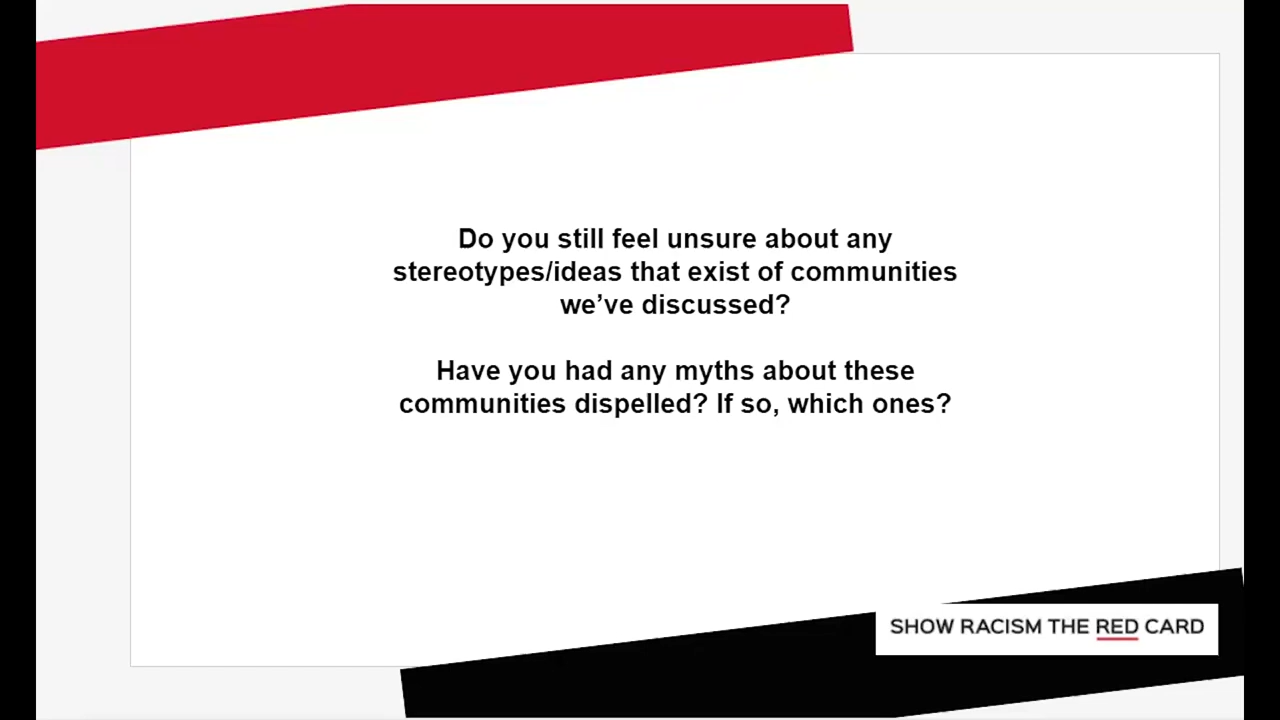 Do you still feel unsure about any
stereotypes/ideas that exist of communities
we’ve discussed?
Have you had any myths about these
communities dispelled? If so, which ones?
SHOW RACISM THE RED CARD